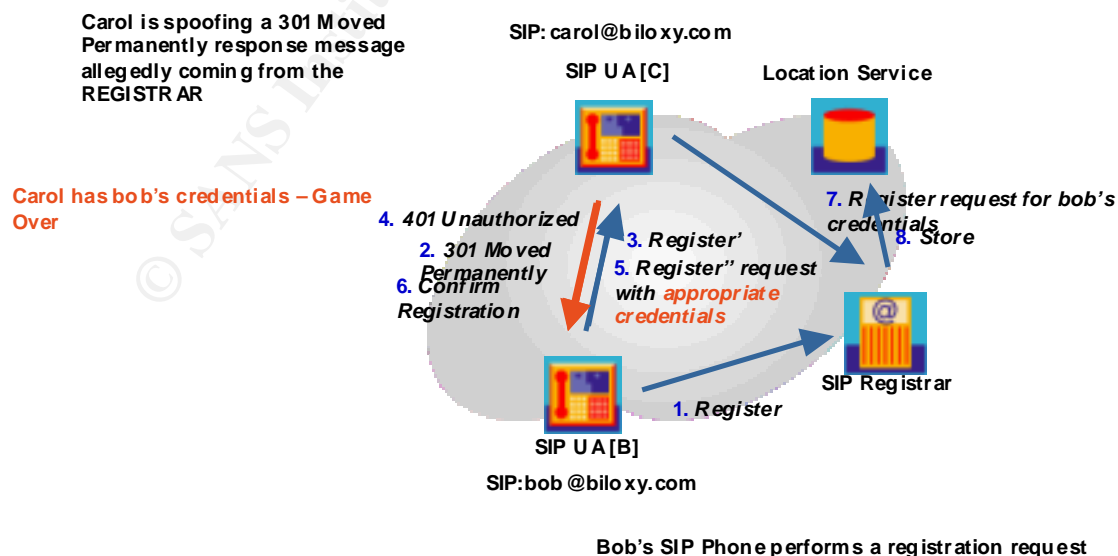 Carol is spoofing a 301 Moved
Permanently response message
allegedly coming from the
REGISTRAR
SIP: carol@biloxy.com
SIP UA[C]
Location Service
Carol has bob's credentials – Game
Over
7. Register request for bob's
credentials
8. Store
4. 401 Unauthorized
2. 301 Moved
Permanently
6. Confirm
Registration
3. Register'
5. Register'' request
with appropriate
credentials
@
SIP Registrar
1. Register
SIP UA[B]
SIP:bob@biloxy.com
Bob's SIP Phone performs a registration request
© SANS Instit